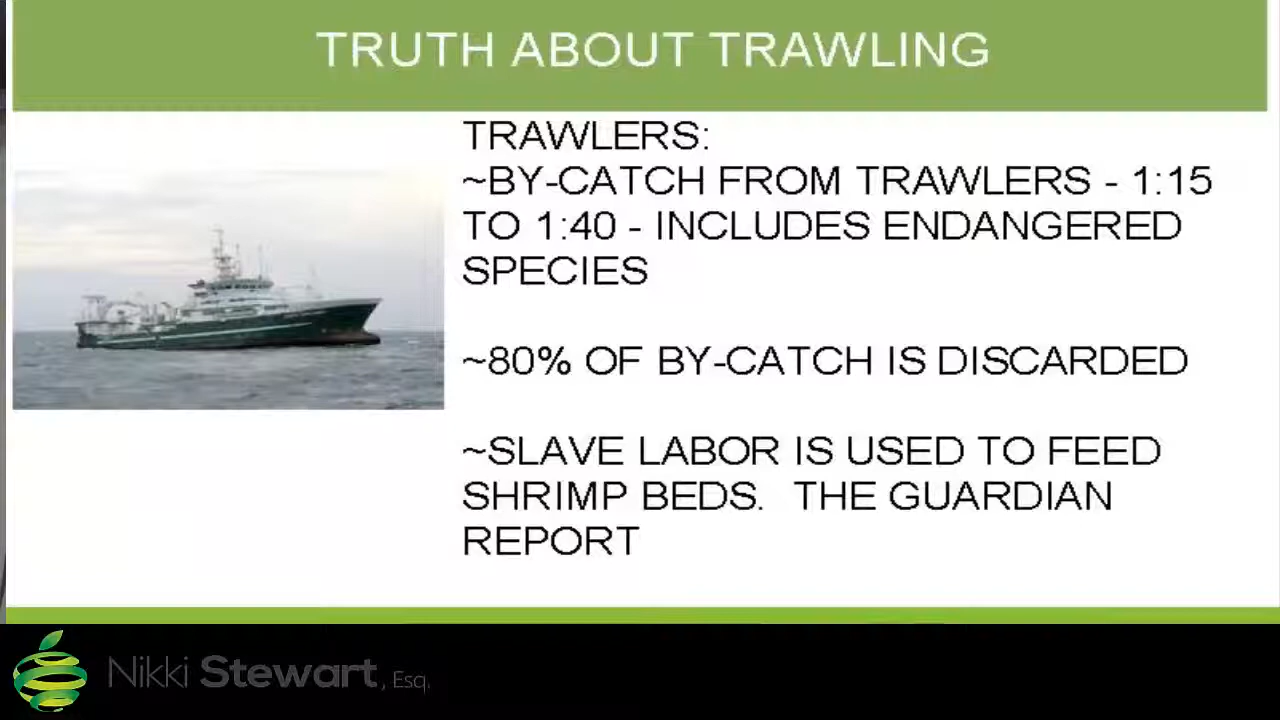 TRUTH ABOUT TRAWLING
TRAWLERS:
~BY-CATCH FROM TRAWLERS - 1:15
TO 1:40 - INCLUDES ENDANGERED
SPECIES
~80% OF BY-CATCH IS DISCARDED
~SLAVE LABOR IS USED TO FEED
SHRIMP BEDS.  THE GUARDIAN
REPORT
Nikki Stewart, Esq.